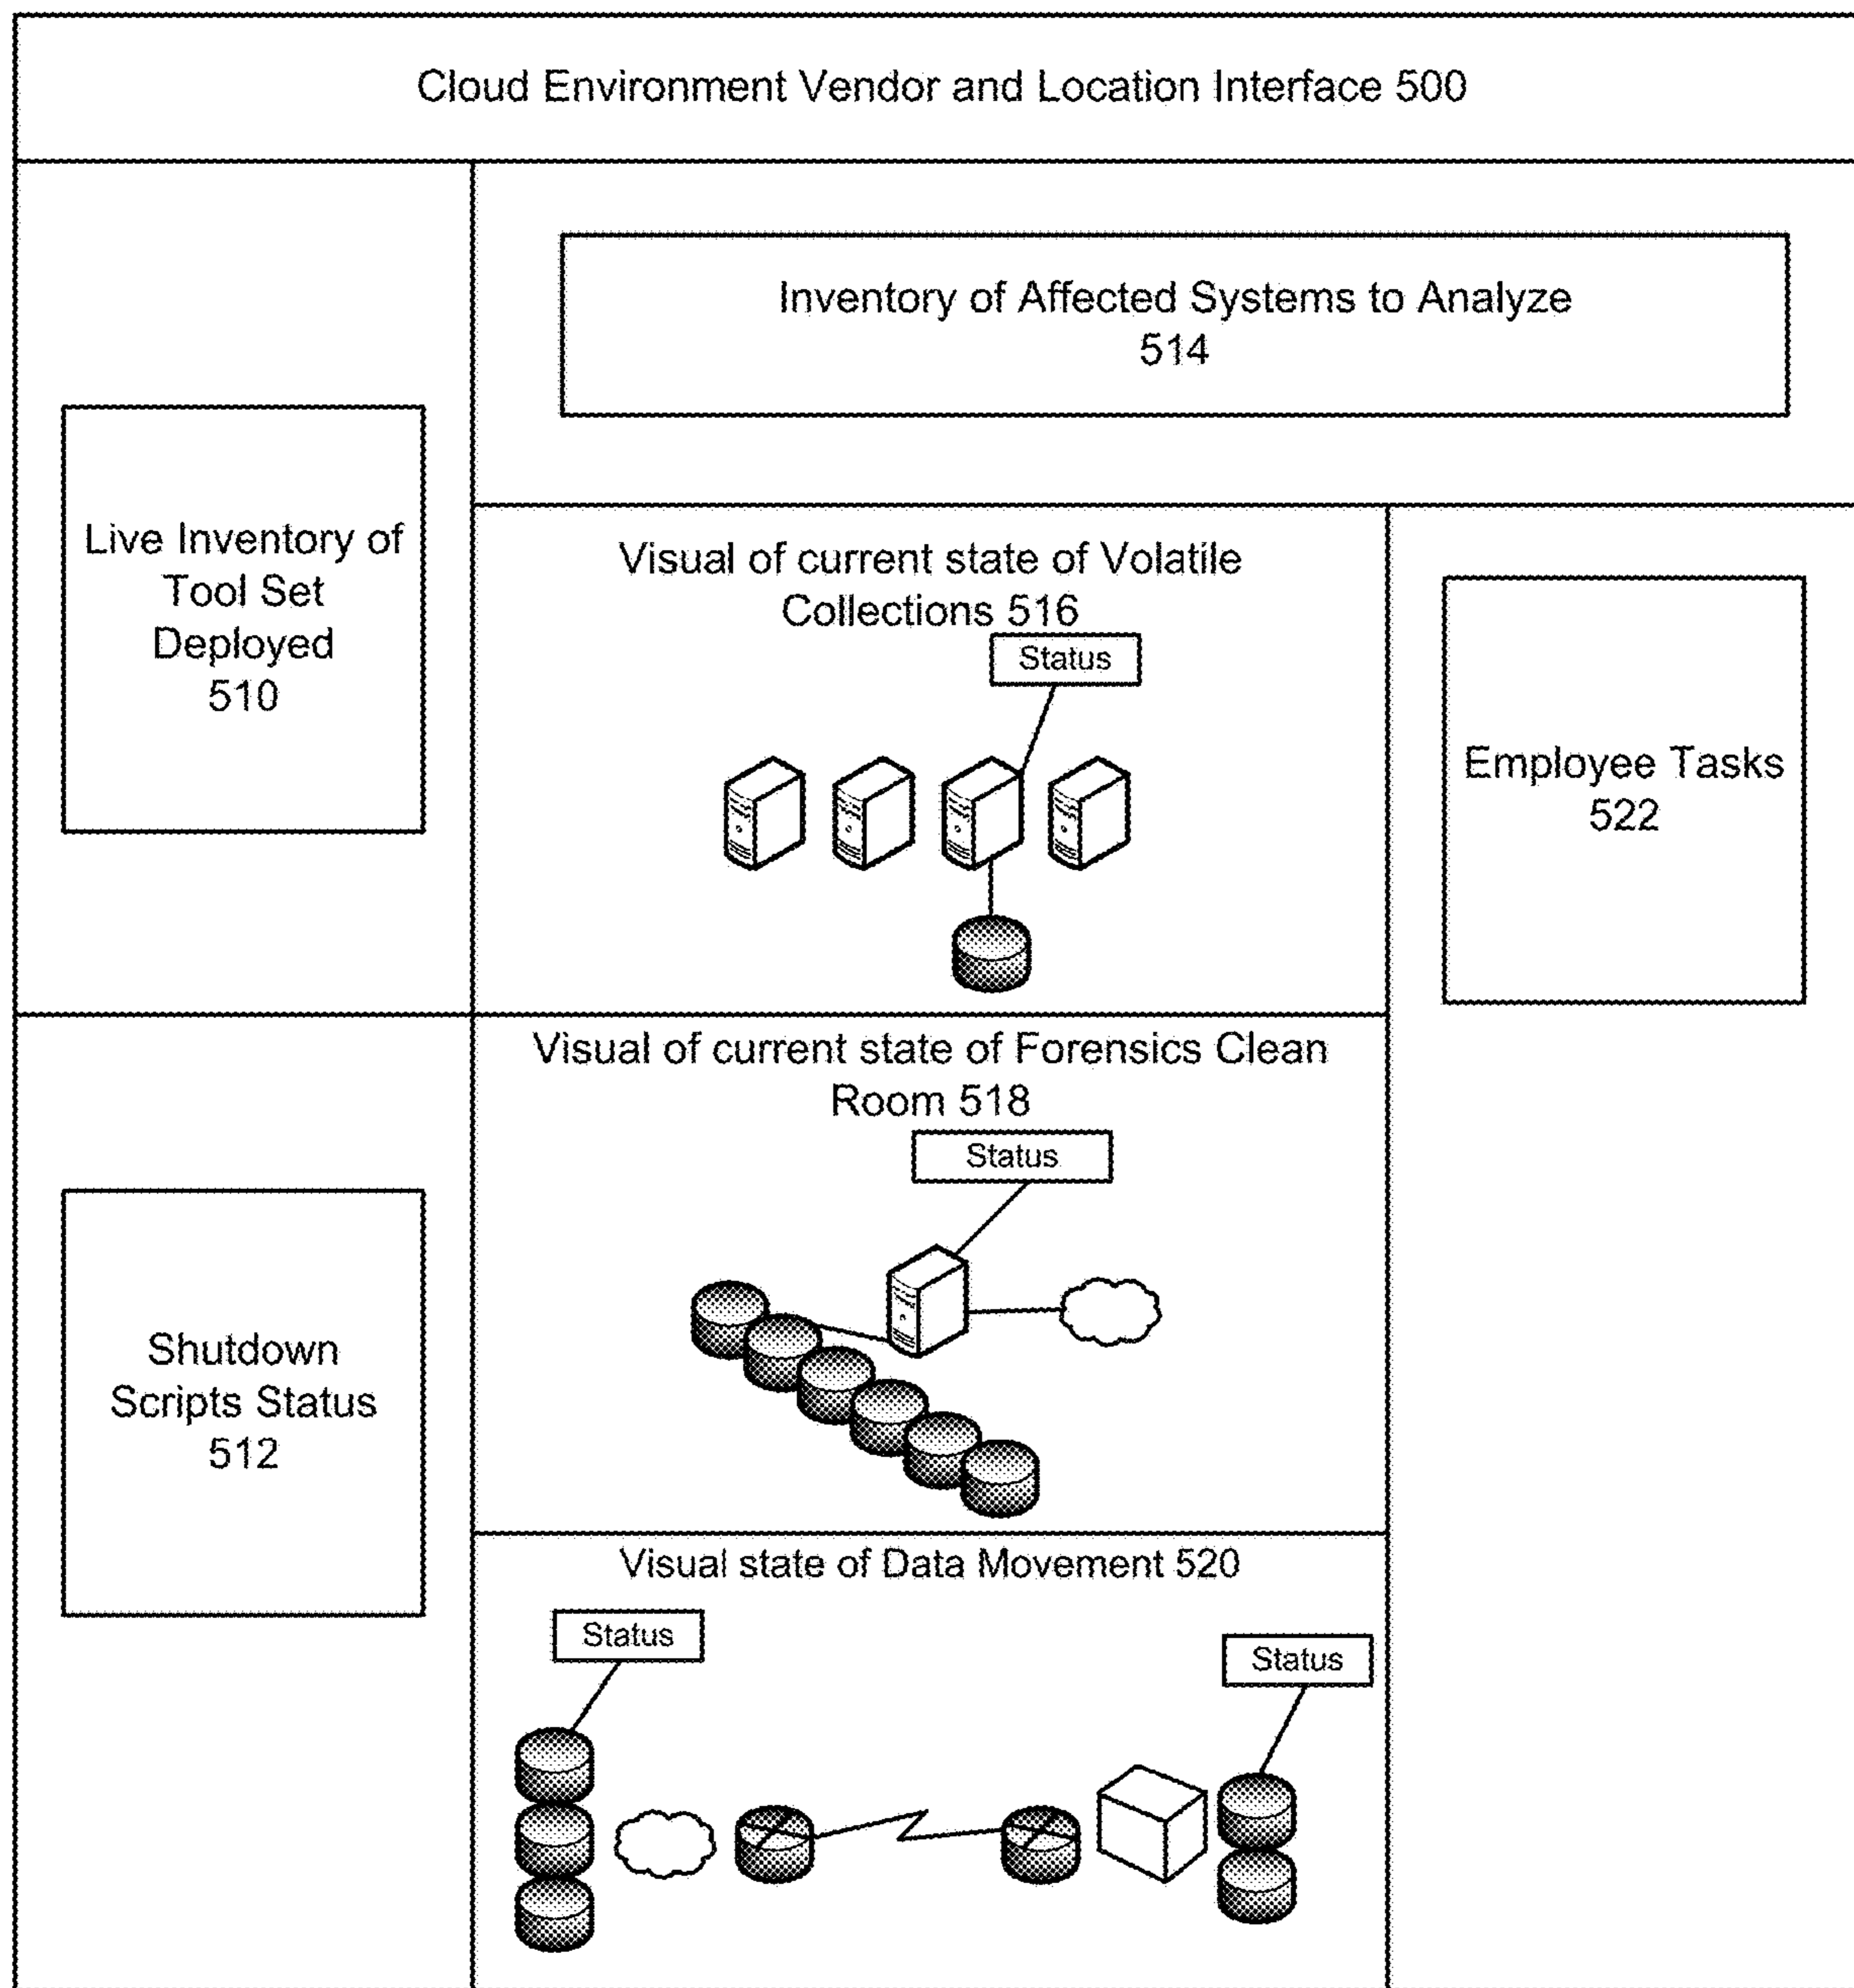 Cloud Environment Vendor and Location Interface 500
Inventory of Affected Systems to Analyze
514
Live Inventory of
Tool Set
Deployed
510
Visual of current state of Volatile
Collections 516
Status
Employee Tasks
522
Visual of current state of Forensics Clean
Room 518
Status
Shutdown
Scripts Status
512
Visual state of Data Movement 520
Status
Status